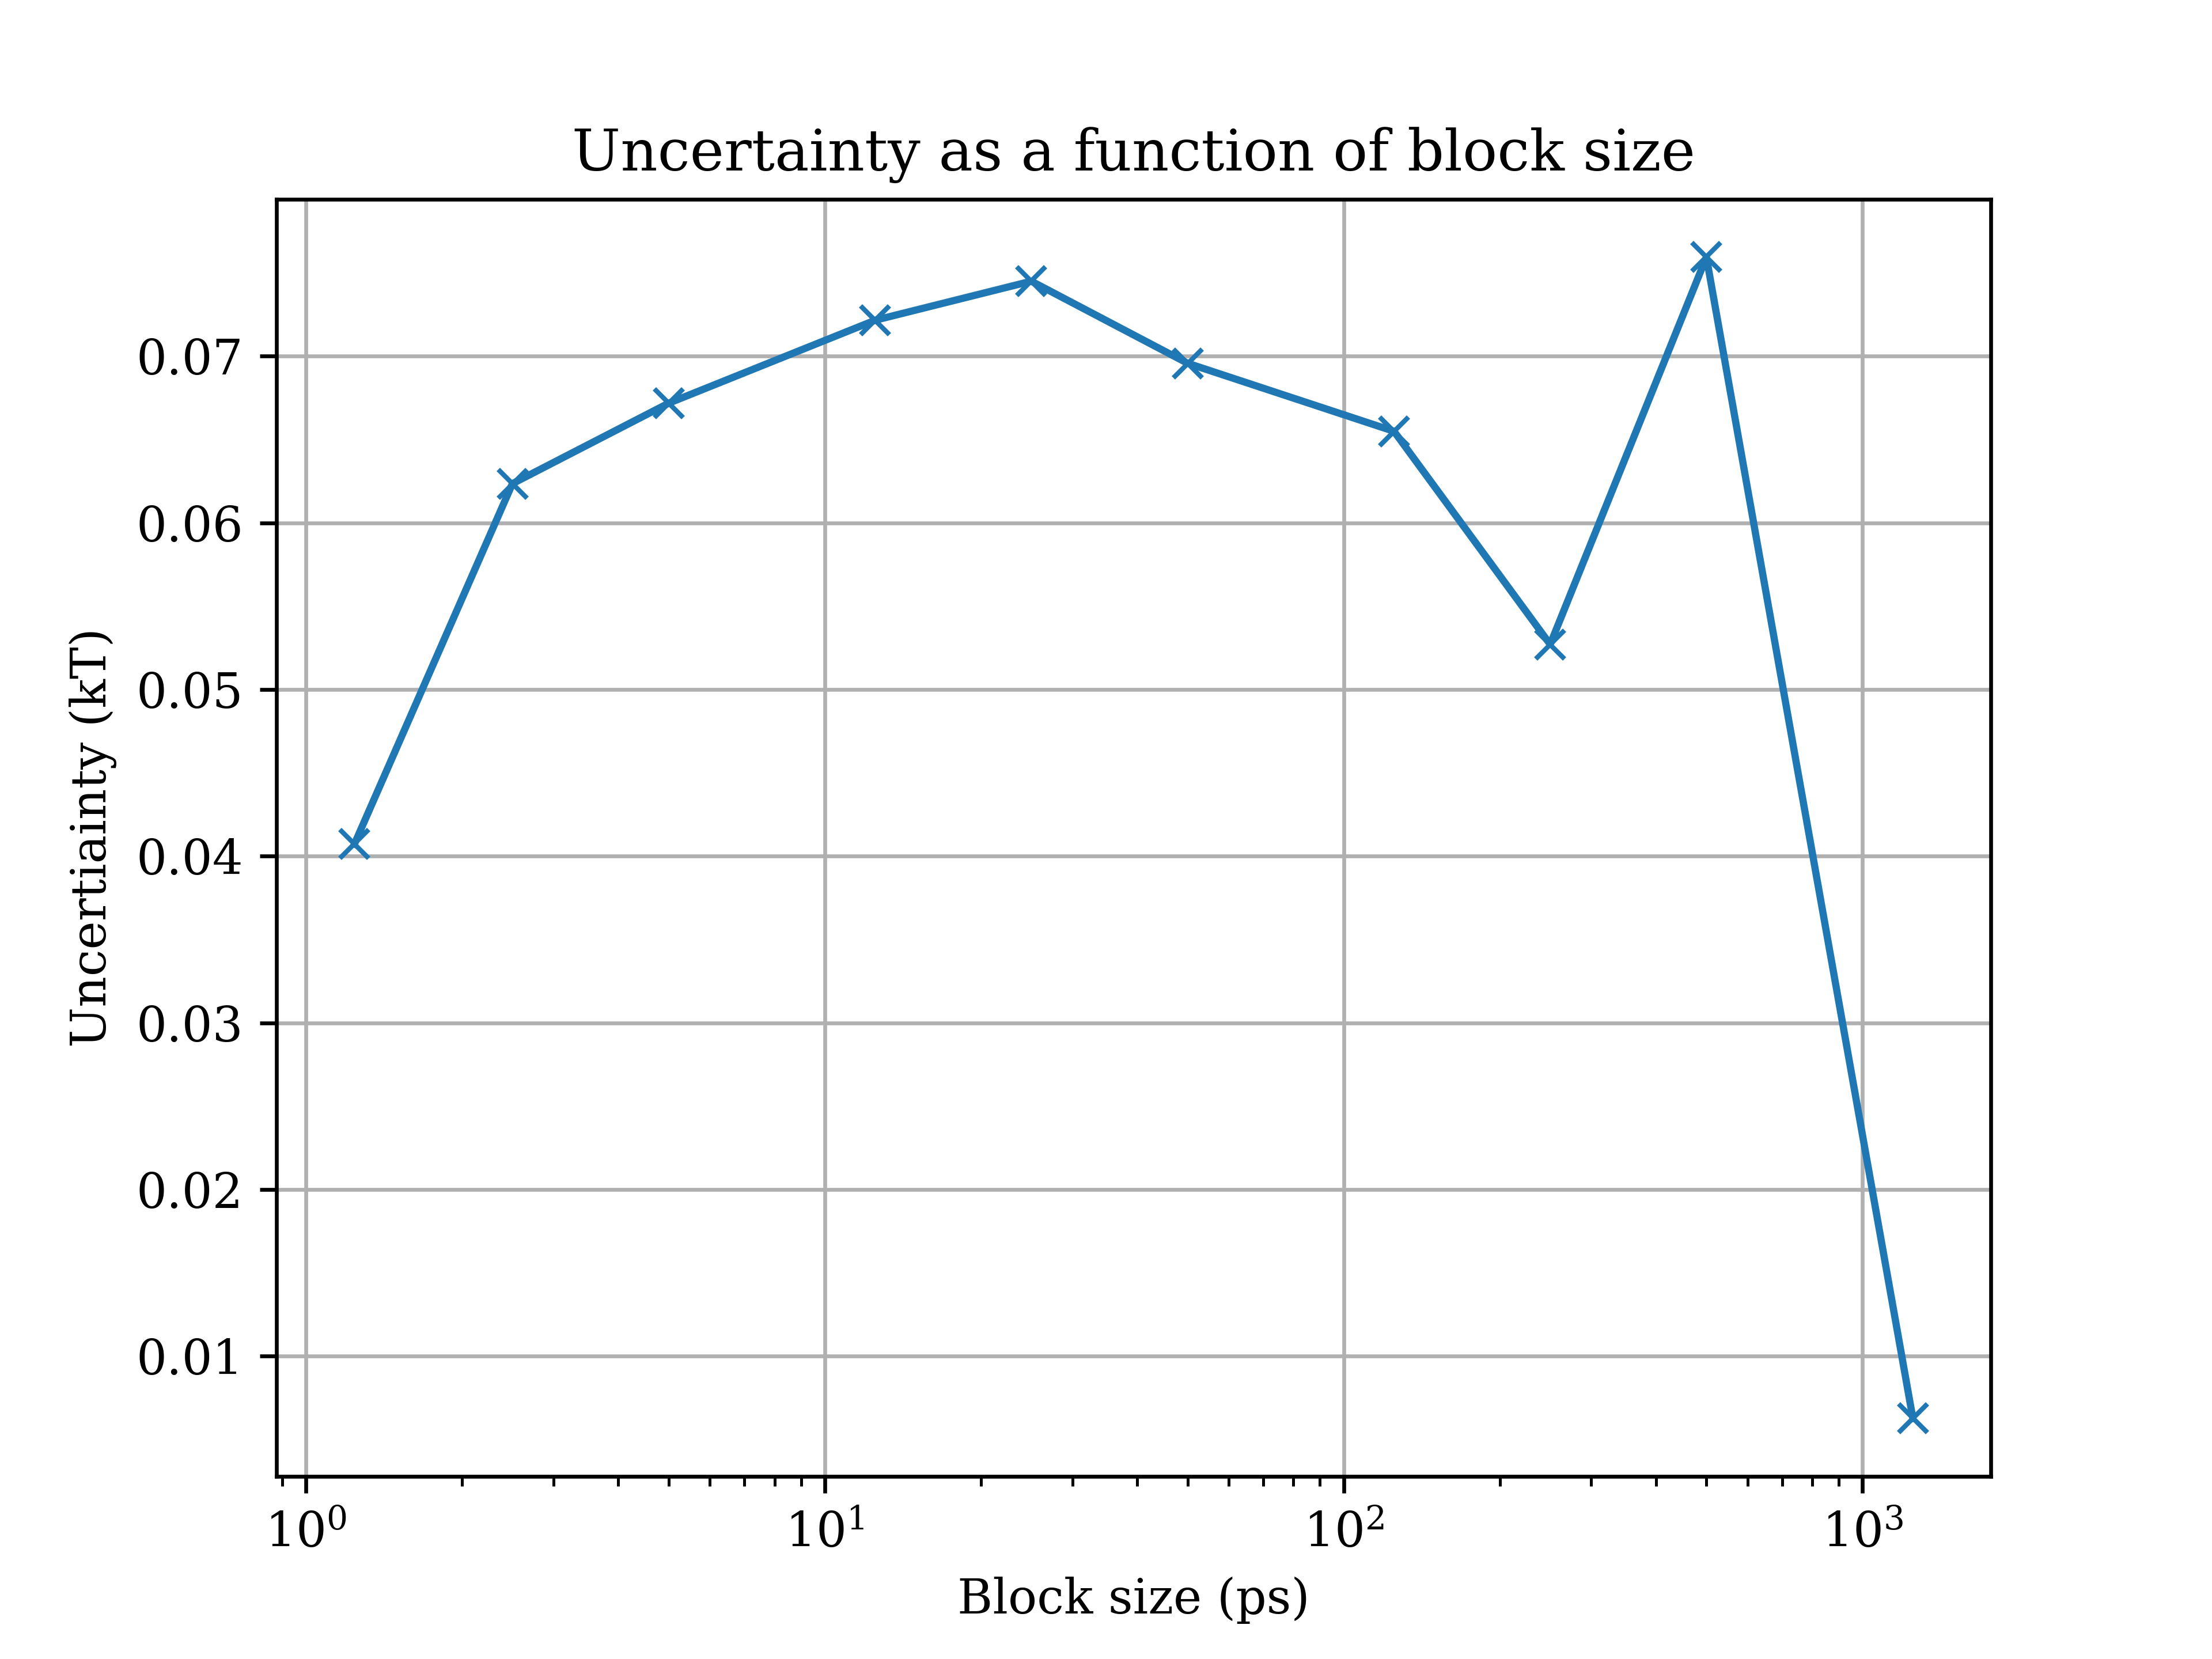 Uncertainty as a function of block size
Uncertiainty (kT)
0.07
0.06
0.05
0.04
0.03
0.02
0.01
10⁰ 10¹ 10² 10³
Block size (ps)